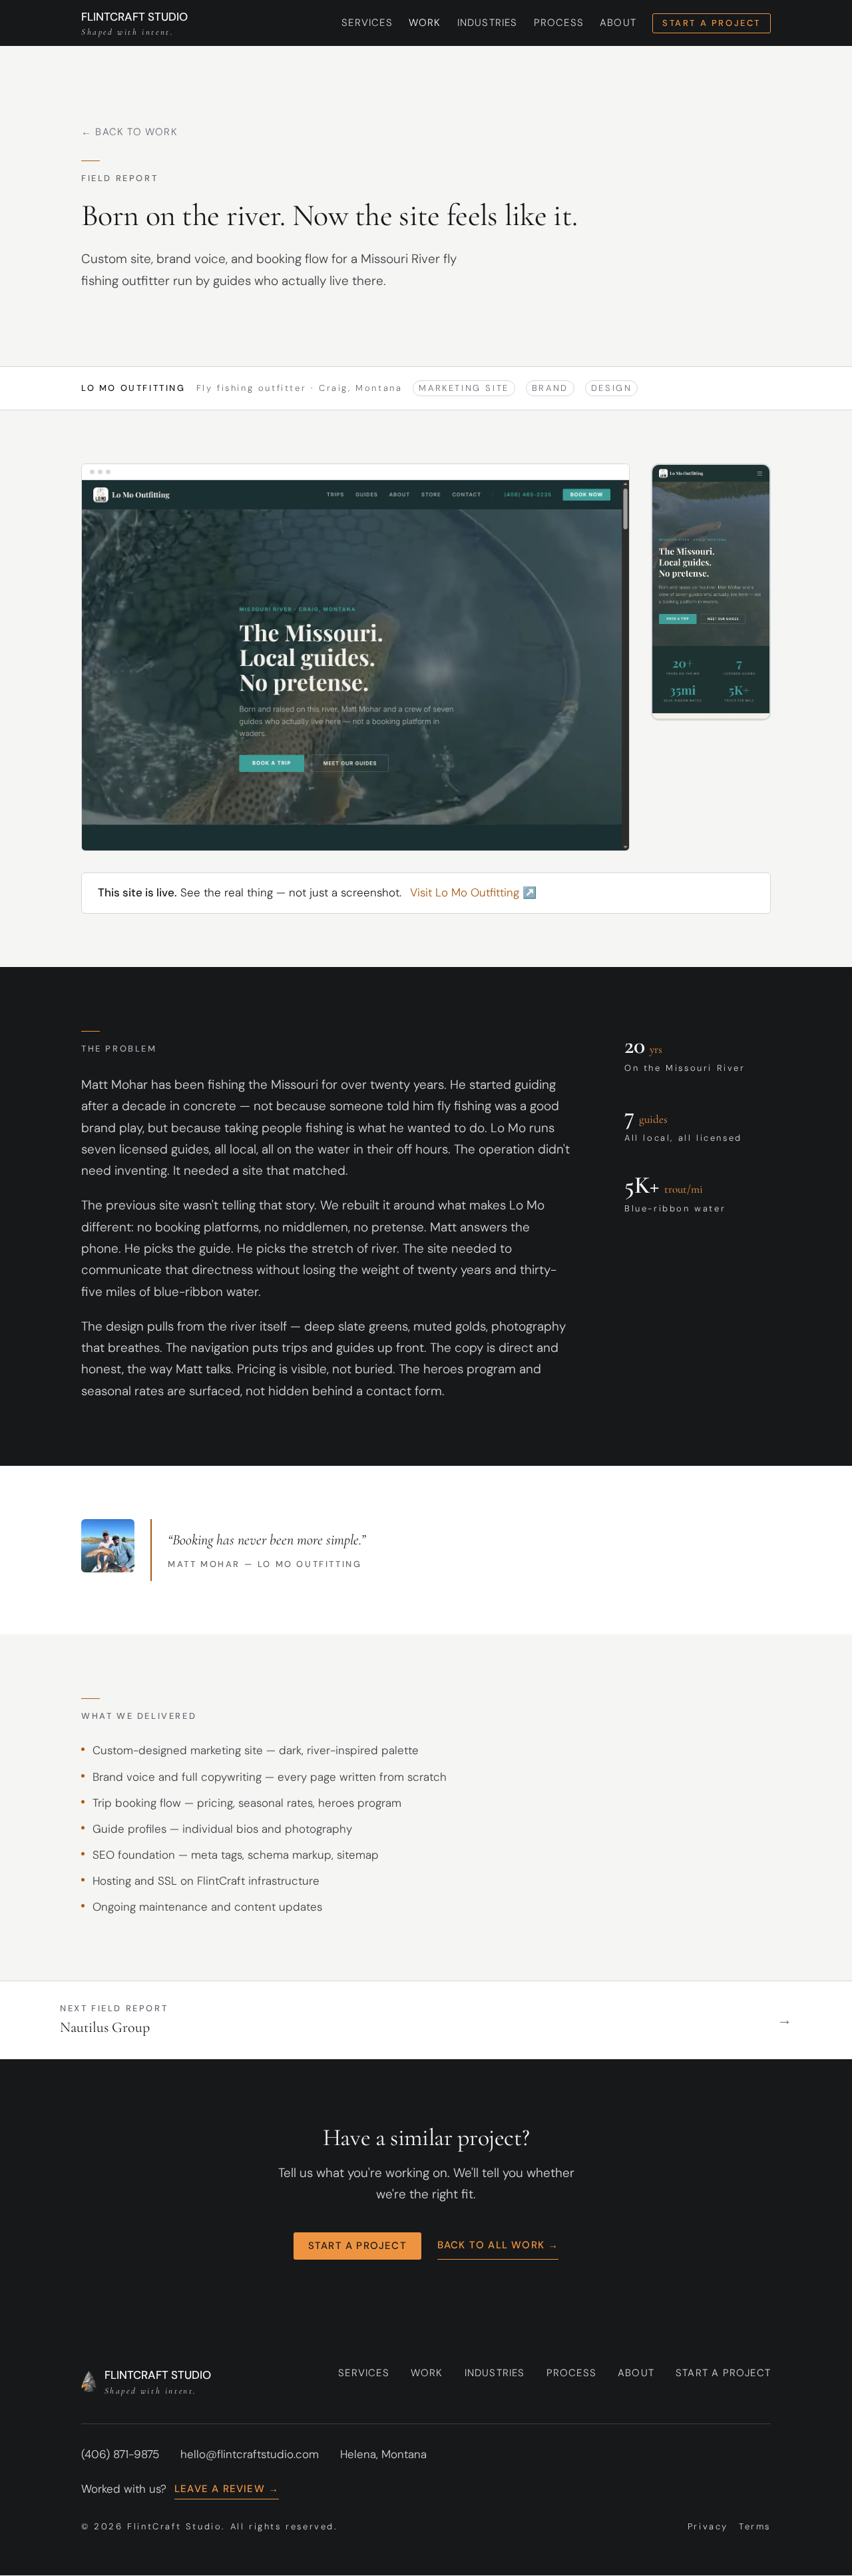 FLINTCRAFT STUDIO
Shaped with intent.
SERVICES WORK INDUSTRIES PROCESS ABOUT START A PROJECT
← BACK TO WORK
FIELD REPORT
Born on the river. Now the site feels like it.
Custom site, brand voice, and booking flow for a Missouri River fly
fishing outfitter run by guides who actually live there.
LO MO OUTFITTING Fly fishing outfitter · Craig, Montana MARKETING SITE BRAND DESIGN
Lo Mo Outfitting TRIPS GUIDES ABOUT STORE CONTACT BOOK NOW
MISSOURI RIVER · CRAIG, MONTANA
The Missouri.
Local guides.
No pretense.
Born and raised on this river. Matt Mohar and a crew of seven
guides who actually live here — not a booking platform in
waders.
BOOK A TRIP MEET OUR GUIDES
Lo Mo Outfitting
The Missouri.
Local guides.
No pretense.
BOOK A TRIP MEET OUR GUIDES
20+ 7
35mi 5K+
This site is live. See the real thing — not just a screenshot. Visit Lo Mo Outfitting ↗
THE PROBLEM
Matt Mohar has been fishing the Missouri for over twenty years. He started guiding
after a decade in concrete — not because someone told him fly fishing was a good
brand play, but because taking people fishing is what he wanted to do. Lo Mo runs
seven licensed guides, all local, all on the water in their off hours. The operation didn't
need inventing. It needed a site that matched.
The previous site wasn't telling that story. We rebuilt it around what makes Lo Mo
different: no booking platforms, no middlemen, no pretense. Matt answers the
phone. He picks the guide. He picks the stretch of river. The site needed to
communicate that directness without losing the weight of twenty years and thirty-
five miles of blue-ribbon water.
The design pulls from the river itself — deep slate greens, muted golds, photography
that breathes. The navigation puts trips and guides up front. The copy is direct and
honest, the way Matt talks. Pricing is visible, not buried. The heroes program and
seasonal rates are surfaced, not hidden behind a contact form.
20 yrs
On the Missouri River
7 guides
All local, all licensed
5K+ trout/mi
Blue-ribbon water
“Booking has never been more simple.”
MATT MOHAR — LO MO OUTFITTING
WHAT WE DELIVERED
Custom-designed marketing site — dark, river-inspired palette
Brand voice and full copywriting — every page written from scratch
Trip booking flow — pricing, seasonal rates, heroes program
Guide profiles — individual bios and photography
SEO foundation — meta tags, schema markup, sitemap
Hosting and SSL on FlintCraft infrastructure
Ongoing maintenance and content updates
NEXT FIELD REPORT
Nautilus Group
→
Have a similar project?
Tell us what you're working on. We'll tell you whether
we're the right fit.
START A PROJECT BACK TO ALL WORK →
FLINTCRAFT STUDIO
Shaped with intent.
SERVICES WORK INDUSTRIES PROCESS ABOUT START A PROJECT
(406) 871-9875 hello@flintcraftstudio.com Helena, Montana
Worked with us? LEAVE A REVIEW →
© 2026 FlintCraft Studio. All rights reserved. Privacy Terms